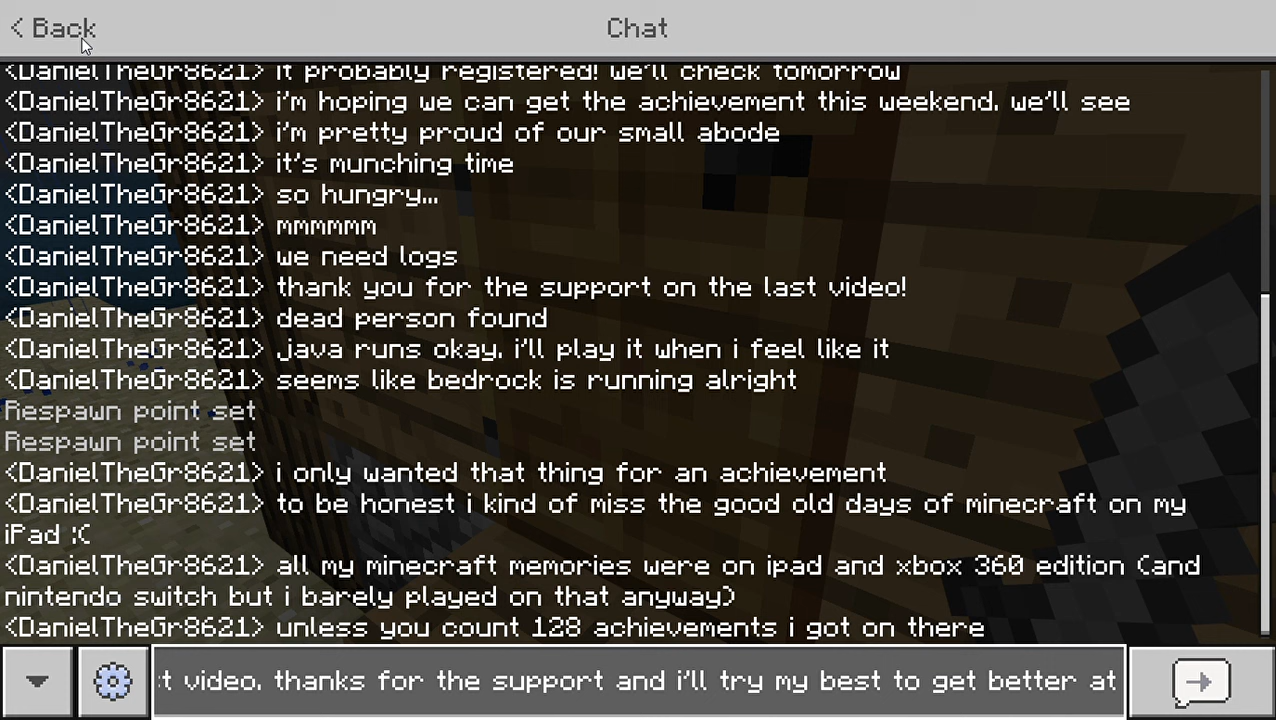 < Back
Chat
<DanielTheGr8621> it probably registered! we'll check tomorrow
<DanielTheGr8621> i'm hoping we can get the achievement this weekend. we'll see
<DanielTheGr8621> i'm pretty proud of our small abode
<DanielTheGr8621> it's munching time
<DanielTheGr8621> so hungry...
<DanielTheGr8621> mmmmmm
<DanielTheGr8621> we need logs
<DanielTheGr8621> thank you for the support on the last video!
<DanielTheGr8621> dead person found
<DanielTheGr8621> java runs okay. i'll play it when i feel like it
<DanielTheGr8621> seems like bedrock is running alright
Respawn point set
Respawn point set
<DanielTheGr8621> i only wanted that thing for an achievement
<DanielTheGr8621> to be honest i kind of miss the good old days of minecraft on my
iPad :C
<DanielTheGr8621> all my minecraft memories were on ipad and xbox 360 edition (and
nintendo switch but i barely played on that anyway)
<DanielTheGr8621> unless you count 128 achievements i got on there
t video. thanks for the support and i'll try my best to get better at